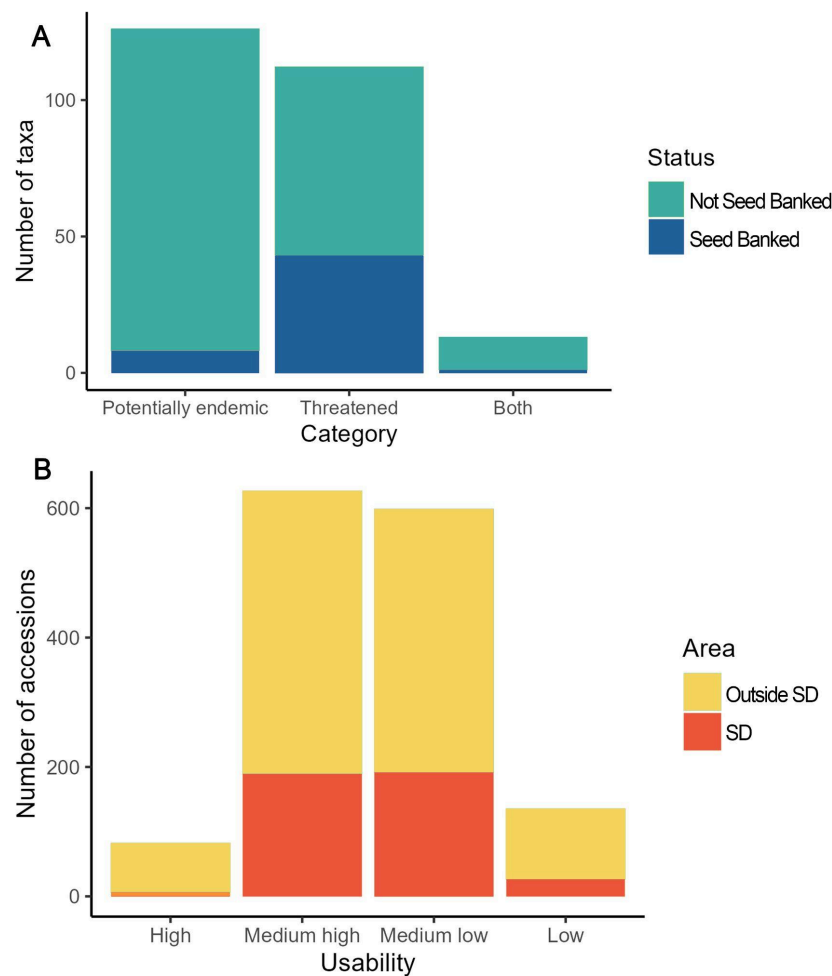 A
Number of taxa
100
50
0
Potentially endemic
Threatened
Both
Category
Status
Not Seed Banked
Seed Banked
B
Number of accessions
600
400
200
0
High
Medium high
Medium low
Low
Usability
Area
Outside SD
SD